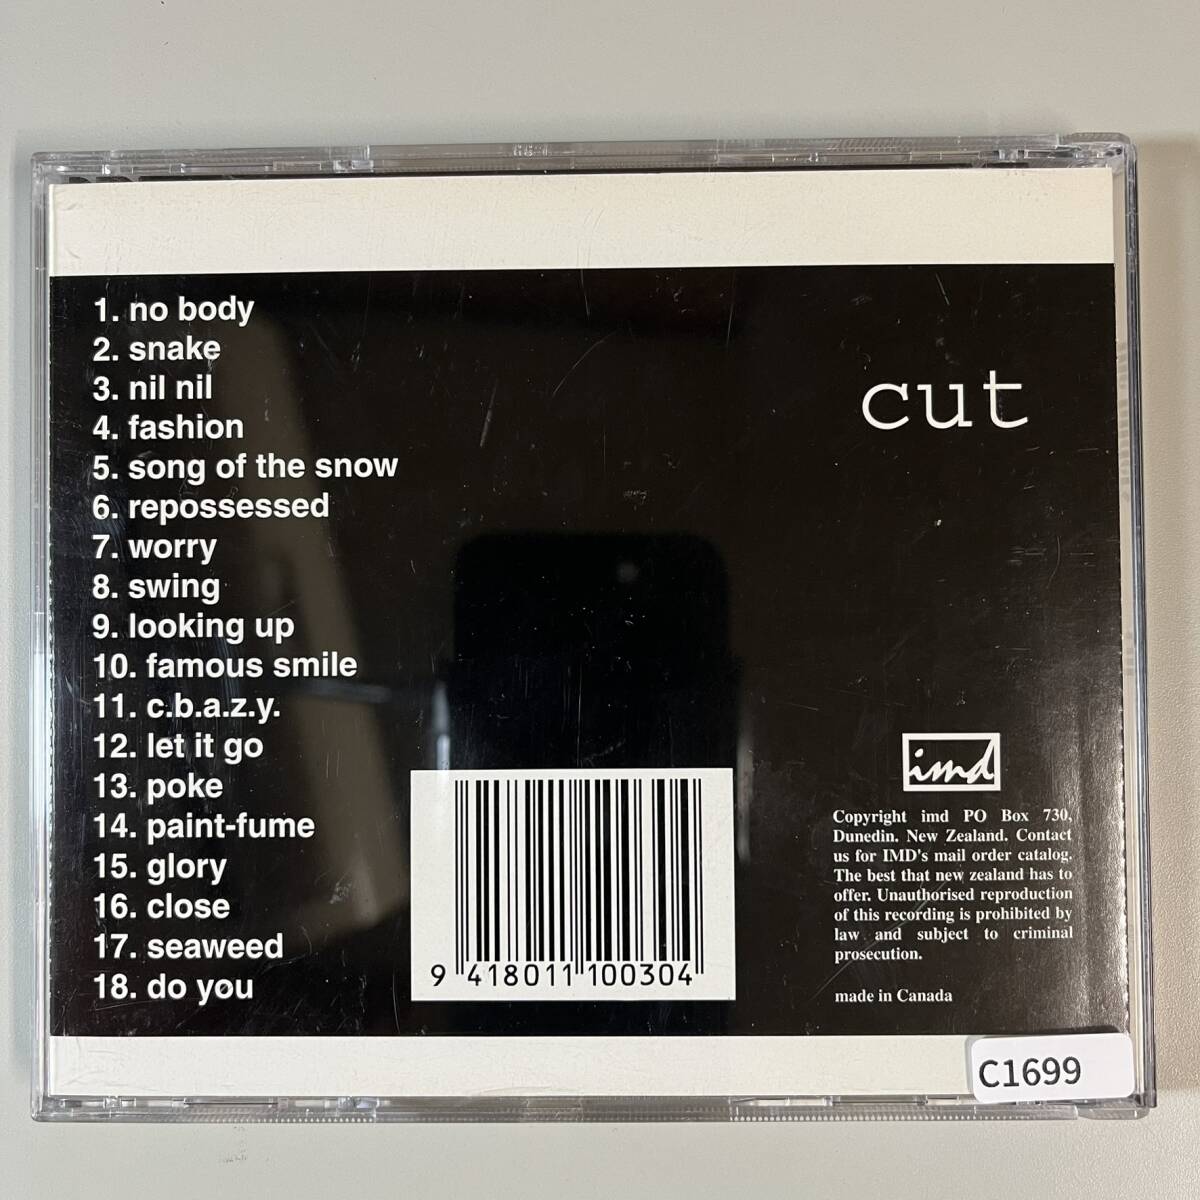 1. no body
2. snake
3. nil nil
4. fashion
5. song of the snow
6. repossessed
7. worry
8. swing
9. looking up
10. famous smile
11. c.b.a.z.y.
12. let it go
13. poke
14. paint-fume
15. glory
16. close
17. seaweed
18. do you
cut
9 418011 100304
imd
Copyright imd PO Box 730,
Dunedin. New Zealand. Contact
us for IMD's mail order catalog.
The best that new zealand has to
offer. Unauthorised reproduction
of this recording is prohibited by
law and subject to criminal
prosecution.
made in Canada
C1699